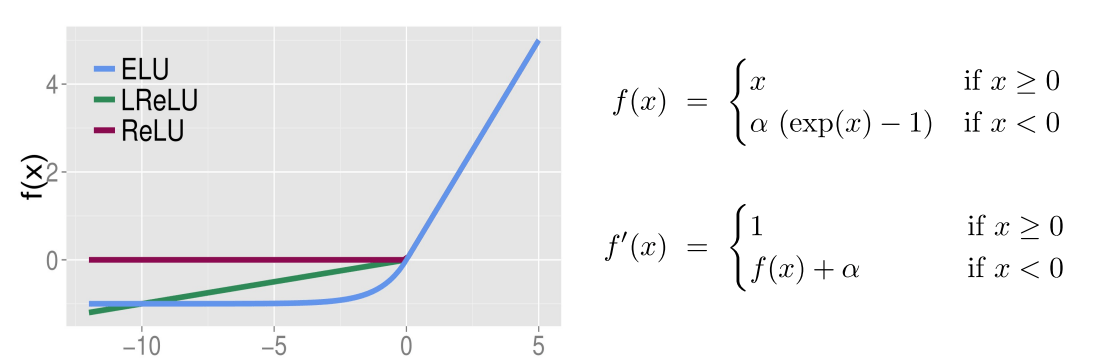 ELU
LReLU
ReLU
f(x)
4
2
0
−10 −5 0 5
f(x) = { x if x ≥ 0
α (exp(x) − 1) if x < 0
f′(x) = { 1 if x ≥ 0
f(x) + α if x < 0